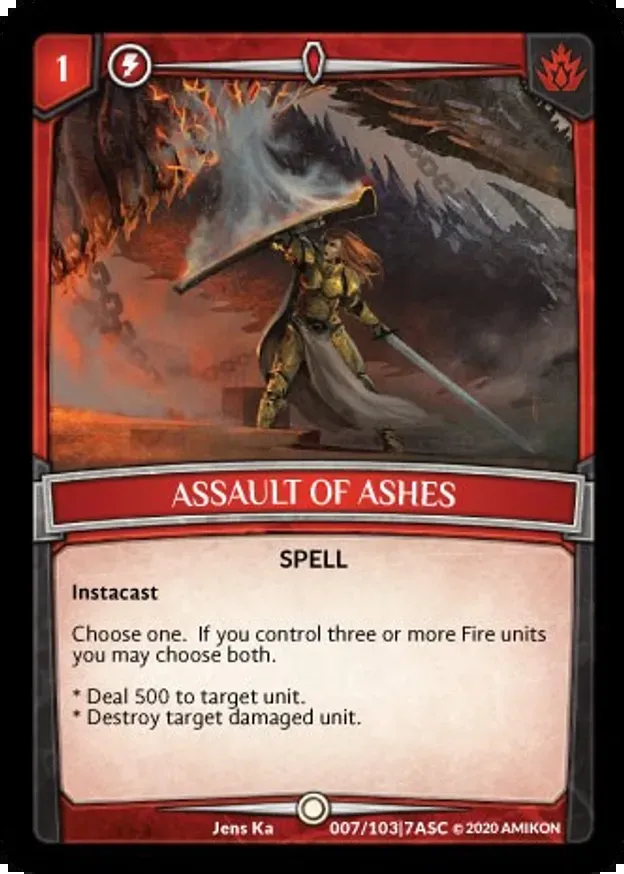 1
ASSAULT OF ASHES
SPELL
Instacast
Choose one. If you control three or more Fire units
you may choose both.
* Deal 500 to target unit.
* Destroy target damaged unit.
Jens Ka 007/103|7ASC © 2020 AMIKON